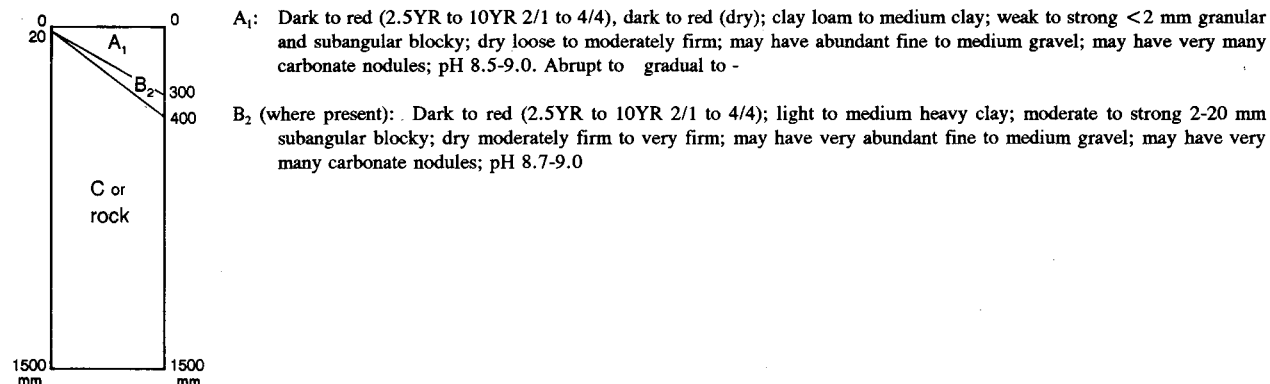 0 0
20
A₁
B₂ 300
400
C or
rock
1500 1500
mm mm
A₁: Dark to red (2.5YR to 10YR 2/1 to 4/4), dark to red (dry); clay loam to medium clay; weak to strong <2 mm granular
and subangular blocky; dry loose to moderately firm; may have abundant fine to medium gravel; may have very many
carbonate nodules; pH 8.5-9.0. Abrupt to gradual to -
B₂ (where present): Dark to red (2.5YR to 10YR 2/1 to 4/4); light to medium heavy clay; moderate to strong 2-20 mm
subangular blocky; dry moderately firm to very firm; may have very abundant fine to medium gravel; may have very
many carbonate nodules; pH 8.7-9.0